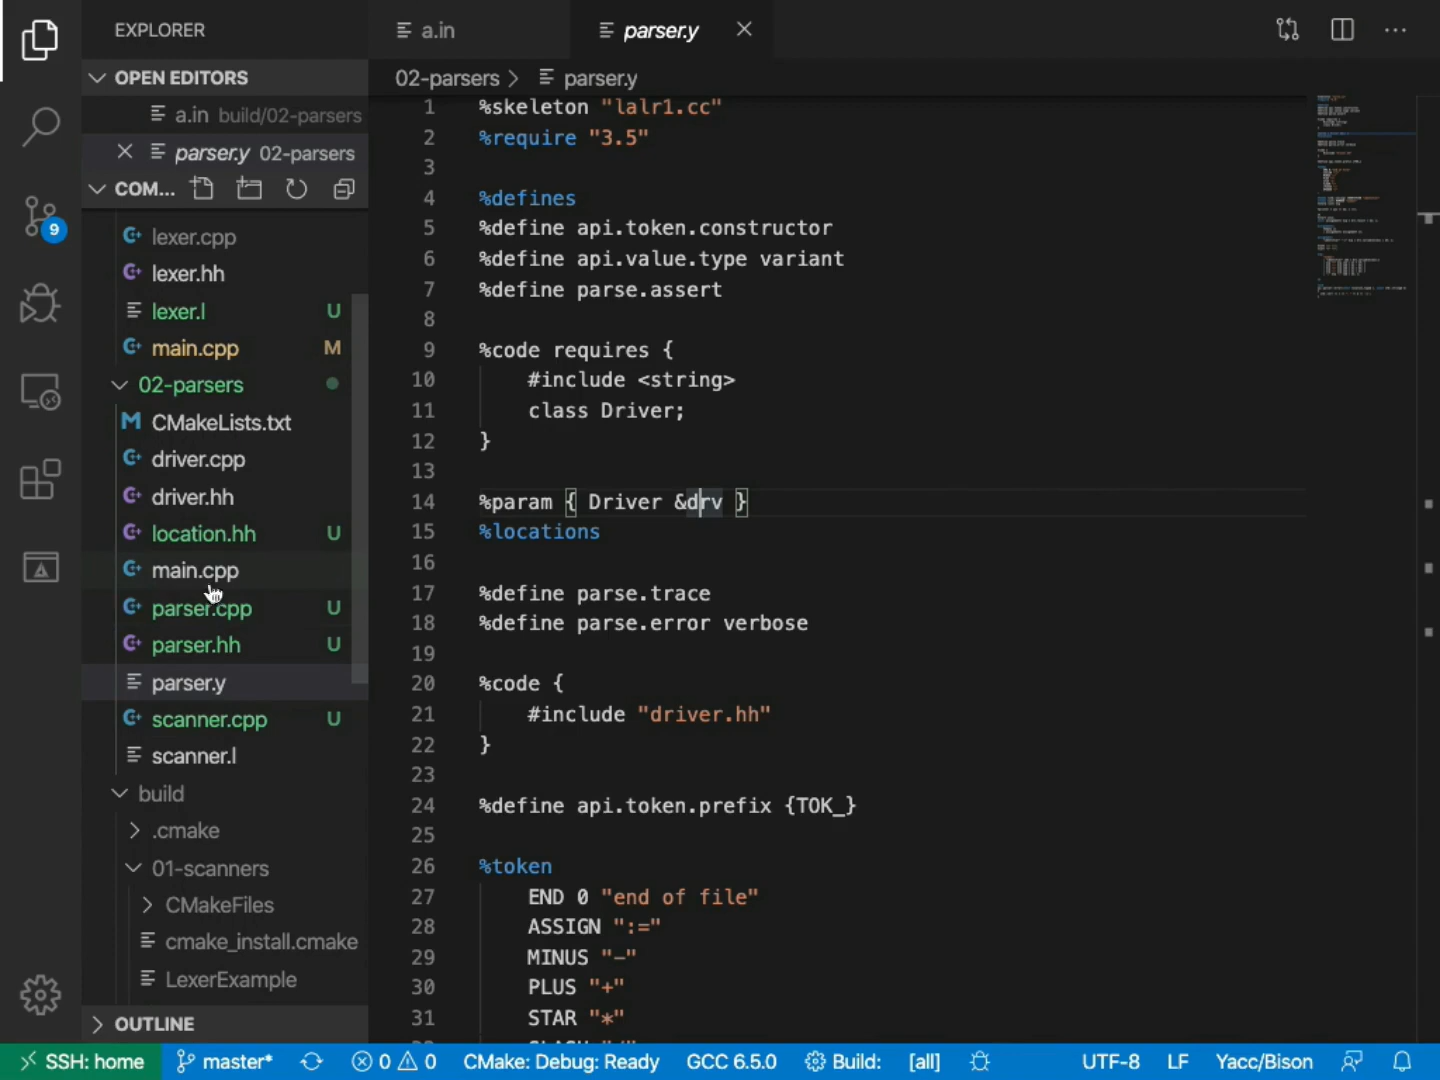 EXPLORER
OPEN EDITORS
a.in build/02-parsers
parser.y 02-parsers
COM...
lexer.cpp
lexer.hh
lexer.l U
main.cpp M
02-parsers
CMakeLists.txt
driver.cpp
driver.hh
location.hh U
main.cpp
parser.cpp U
parser.hh U
parser.y
scanner.cpp U
scanner.l
build
.cmake
01-scanners
CMakeFiles
cmake_install.cmake
LexerExample
OUTLINE
9
a.in
parser.y
02-parsers > parser.y
1 %skeleton "lalr1.cc"
2 %require "3.5"
3
4 %defines
5 %define api.token.constructor
6 %define api.value.type variant
7 %define parse.assert
8
9 %code requires {
10 #include <string>
11 class Driver;
12 }
13
14 %param { Driver &drv }
15 %locations
16
17 %define parse.trace
18 %define parse.error verbose
19
20 %code {
21 #include "driver.hh"
22 }
23
24 %define api.token.prefix {TOK_}
25
26 %token
27 END 0 "end of file"
28 ASSIGN ":="
29 MINUS "-"
30 PLUS "+"
31 STAR "*"
SSH: home master* 0 0 CMake: Debug: Ready GCC 6.5.0 Build: [all] UTF-8 LF Yacc/Bison